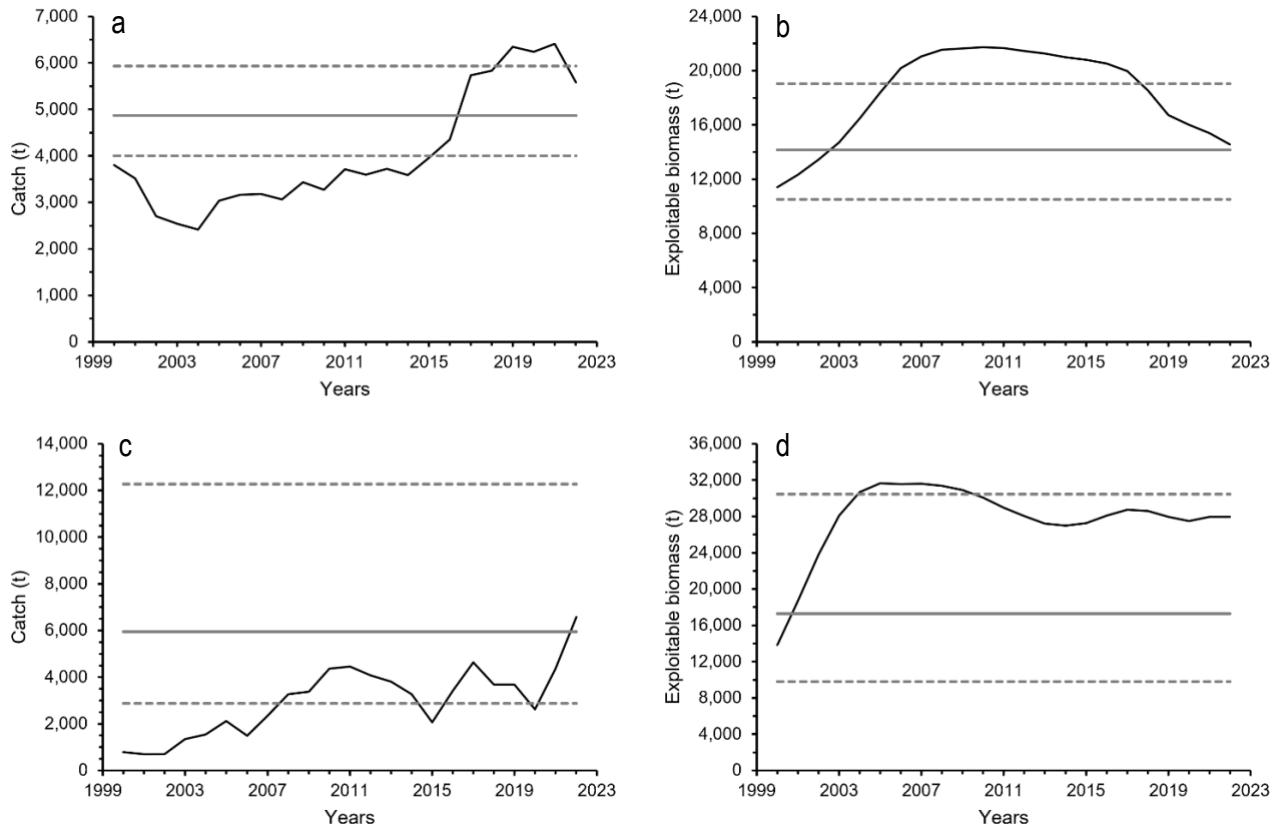 a
7,000
6,000
5,000
4,000
3,000
2,000
1,000
0
Catch (t)
1999 2003 2007 2011 2015 2019 2023
Years
b
24,000
20,000
16,000
12,000
8,000
4,000
0
Exploitable biomass (t)
1999 2003 2007 2011 2015 2019 2023
Years
c
14,000
12,000
10,000
8,000
6,000
4,000
2,000
0
Catch (t)
1999 2003 2007 2011 2015 2019 2023
Years
d
36,000
32,000
28,000
24,000
20,000
16,000
12,000
8,000
4,000
0
Exploitable biomass (t)
1999 2003 2007 2011 2015 2019 2023
Years